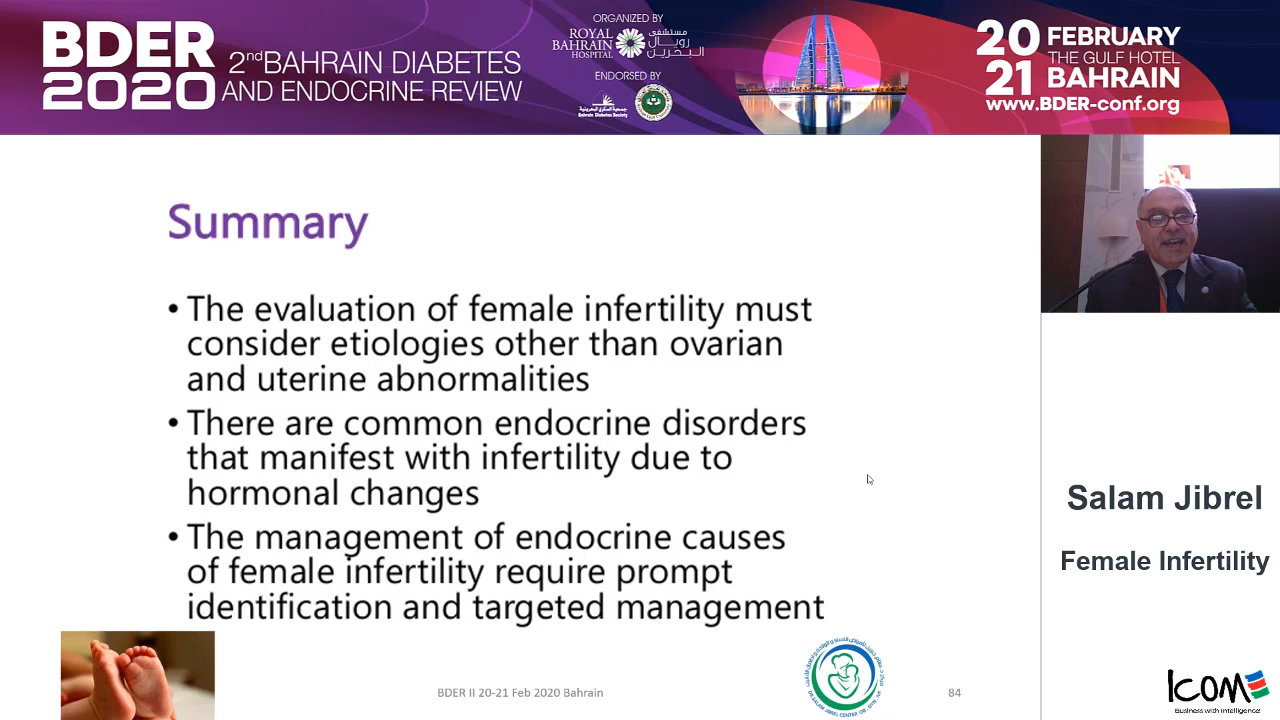 BDER
2020
2nd BAHRAIN DIABETES
AND ENDOCRINE REVIEW
ORGANIZED BY
ROYAL
BAHRAIN
HOSPITAL
مستشفى
رويال
البحرين
ENDORSED BY
Bahrain Diabetes Society
20
21
FEBRUARY
THE GULF HOTEL
BAHRAIN
www.BDER-conf.org
Summary
• The evaluation of female infertility must
consider etiologies other than ovarian
and uterine abnormalities
• There are common endocrine disorders
that manifest with infertility due to
hormonal changes
• The management of endocrine causes
of female infertility require prompt
identification and targeted management
Salam Jibrel
Female Infertility
BDER II 20-21 Feb 2020 Bahrain
84
ICOM
Business with Intelligence!